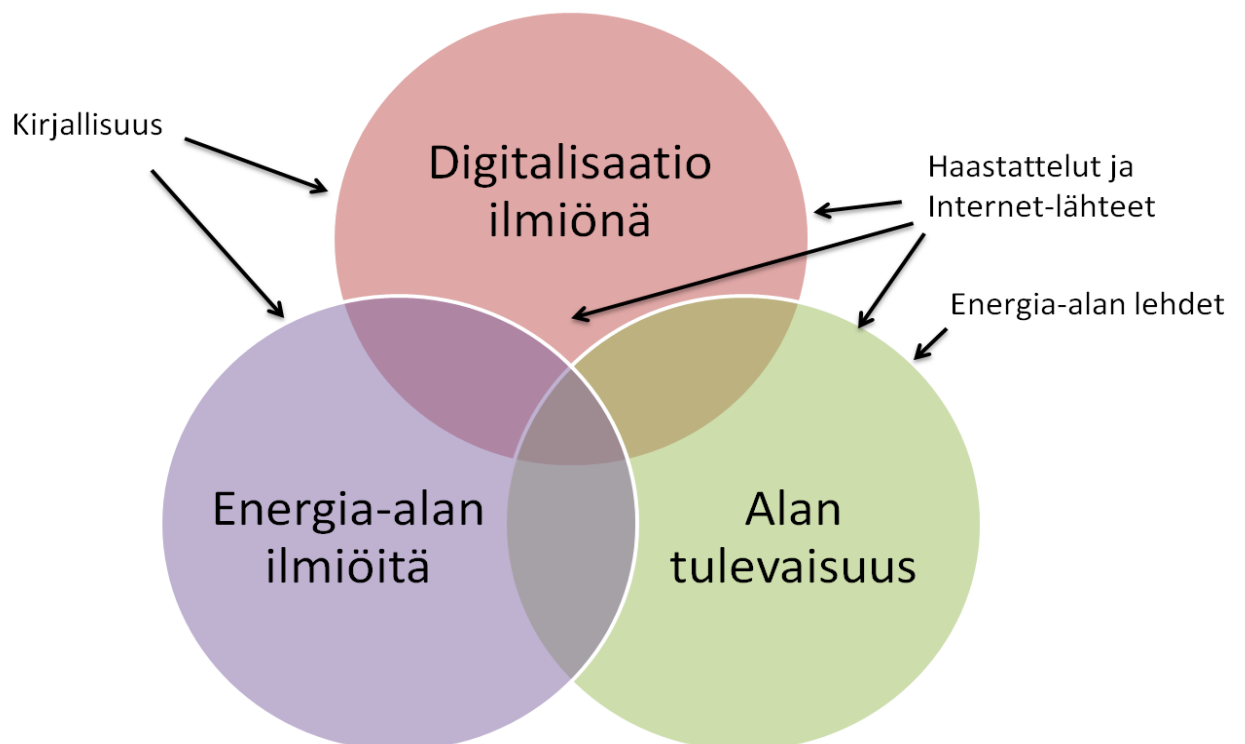 Kirjallisuus
Digitalisaatio
ilmiönä
Haastattelut ja
Internet-lähteet
Energia-alan lehdet
Energia-alan
ilmiöitä
Alan
tulevaisuus